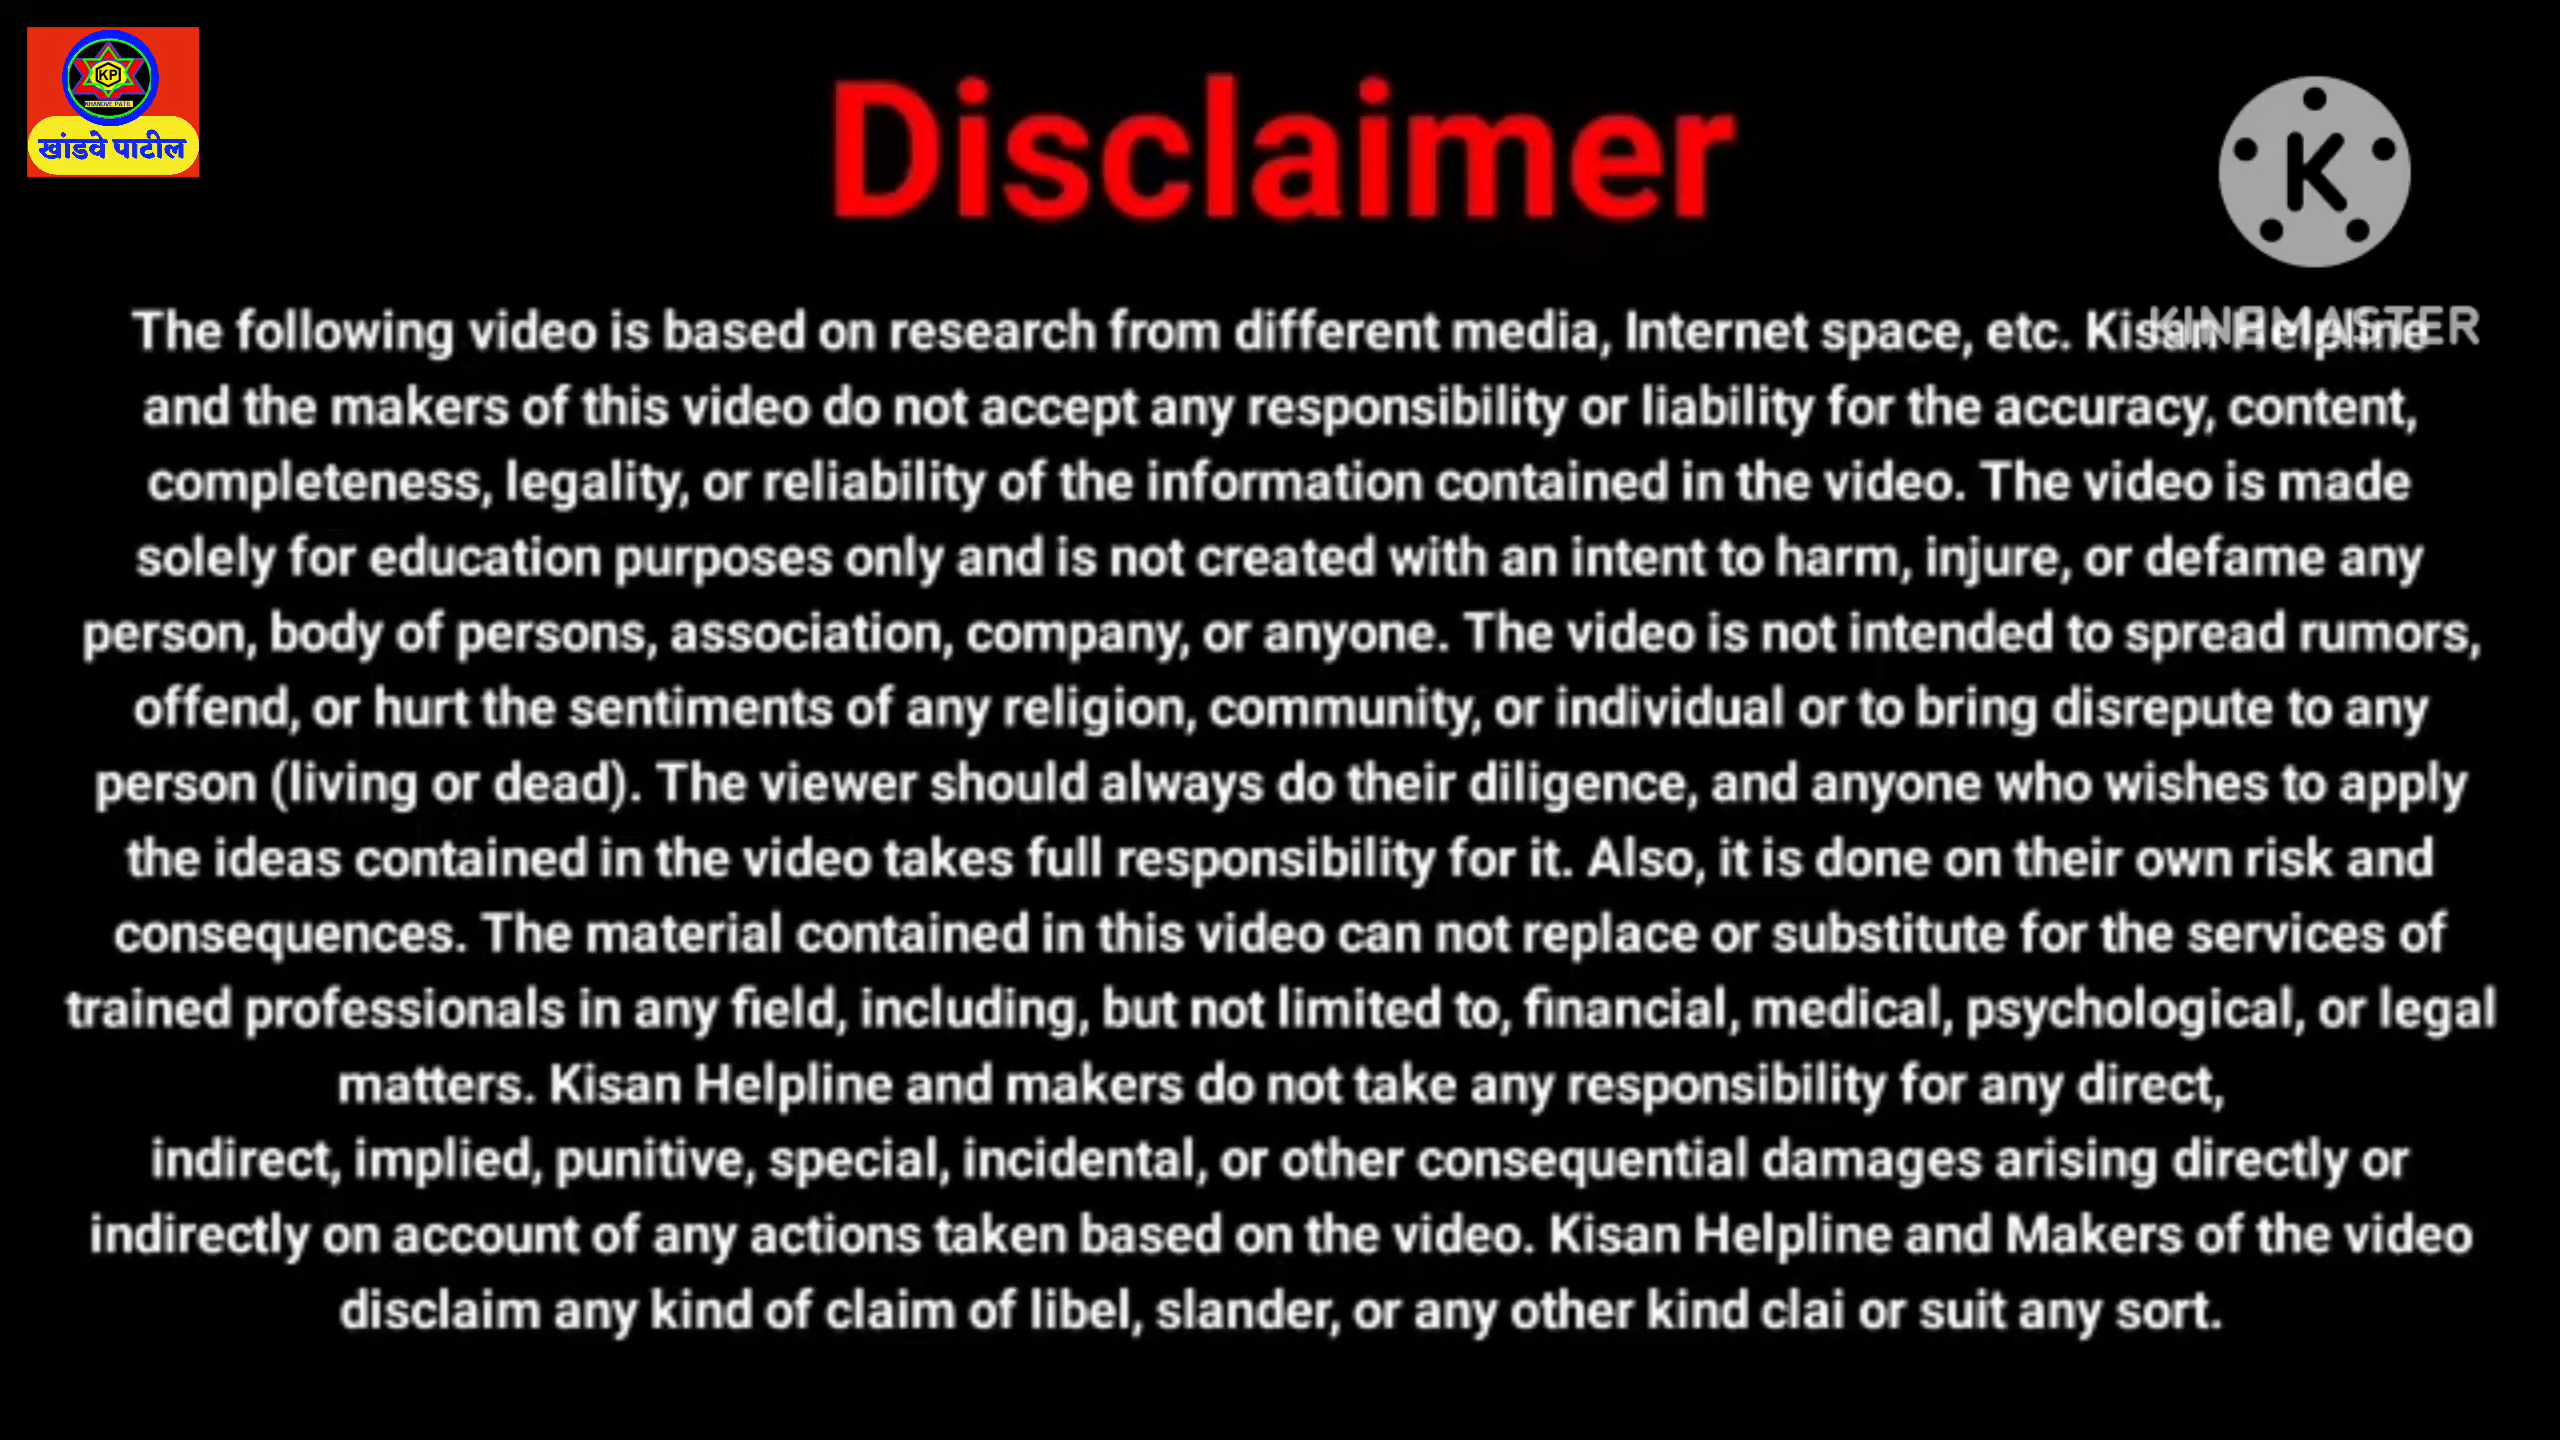 KP
KHANDVE PATIL
खांडवे पाटील
Disclaimer
K
KINEMASTER
The following video is based on research from different media, Internet space, etc. Kisan Helpline
and the makers of this video do not accept any responsibility or liability for the accuracy, content,
completeness, legality, or reliability of the information contained in the video. The video is made
solely for education purposes only and is not created with an intent to harm, injure, or defame any
person, body of persons, association, company, or anyone. The video is not intended to spread rumors,
offend, or hurt the sentiments of any religion, community, or individual or to bring disrepute to any
person (living or dead). The viewer should always do their diligence, and anyone who wishes to apply
the ideas contained in the video takes full responsibility for it. Also, it is done on their own risk and
consequences. The material contained in this video can not replace or substitute for the services of
trained professionals in any field, including, but not limited to, financial, medical, psychological, or legal
matters. Kisan Helpline and makers do not take any responsibility for any direct,
indirect, implied, punitive, special, incidental, or other consequential damages arising directly or
indirectly on account of any actions taken based on the video. Kisan Helpline and Makers of the video
disclaim any kind of claim of libel, slander, or any other kind clai or suit any sort.